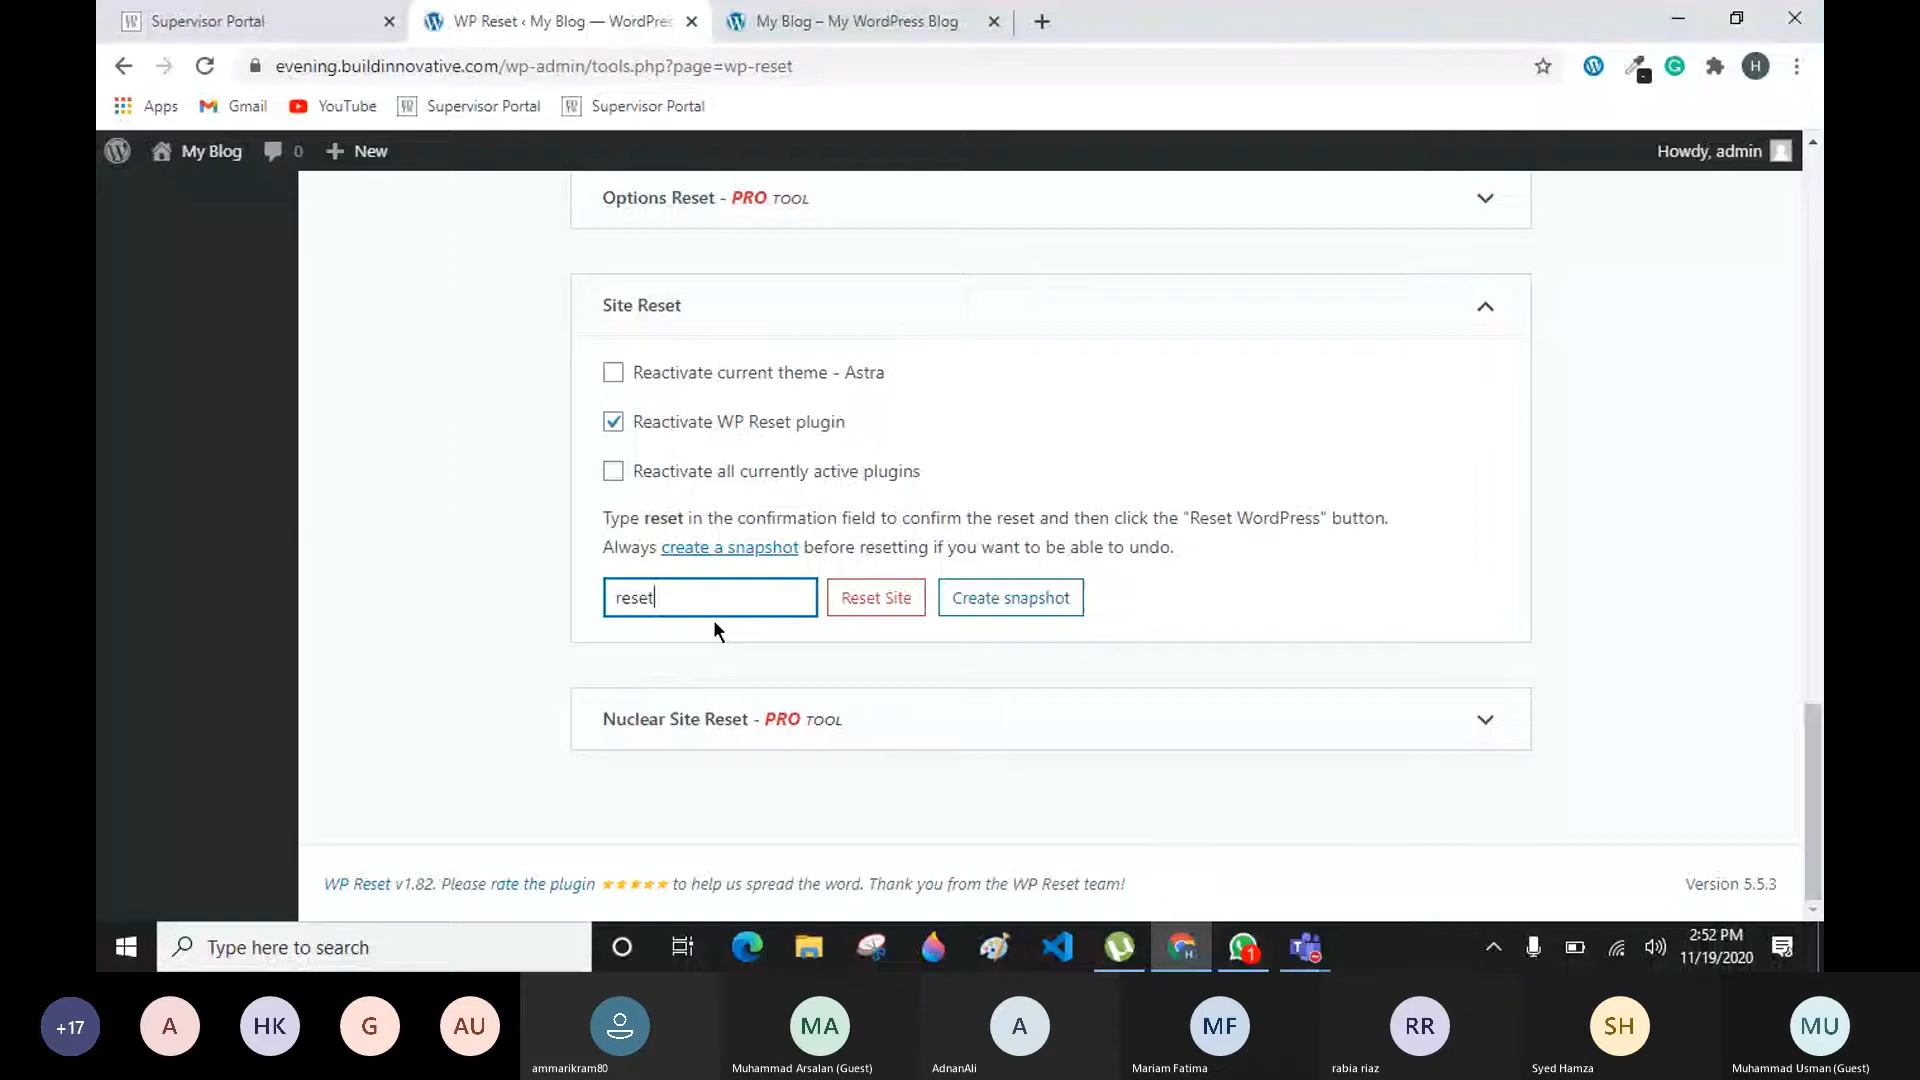 Supervisor Portal
WP Reset ‹ My Blog — WordPres
My Blog – My WordPress Blog
evening.buildinnovative.com/wp-admin/tools.php?page=wp-reset
H
Apps
Gmail
YouTube
Supervisor Portal
Supervisor Portal
My Blog
0
New
Howdy, admin
Options Reset - PRO TOOL
Site Reset
Reactivate current theme - Astra
Reactivate WP Reset plugin
Reactivate all currently active plugins
Type reset in the confirmation field to confirm the reset and then click the "Reset WordPress" button.
Always create a snapshot before resetting if you want to be able to undo.
reset
Reset Site
Create snapshot
Nuclear Site Reset - PRO TOOL
WP Reset v1.82. Please rate the plugin ★★★★★ to help us spread the word. Thank you from the WP Reset team!
Version 5.5.3
Type here to search
1
2:52 PM
11/19/2020
+17
A
HK
G
AU
MA
A
MF
RR
SH
MU
ammarikram80
Muhammad Arsalan (Guest)
AdnanAli
Mariam Fatima
rabia riaz
Syed Hamza
Muhammad Usman (Guest)